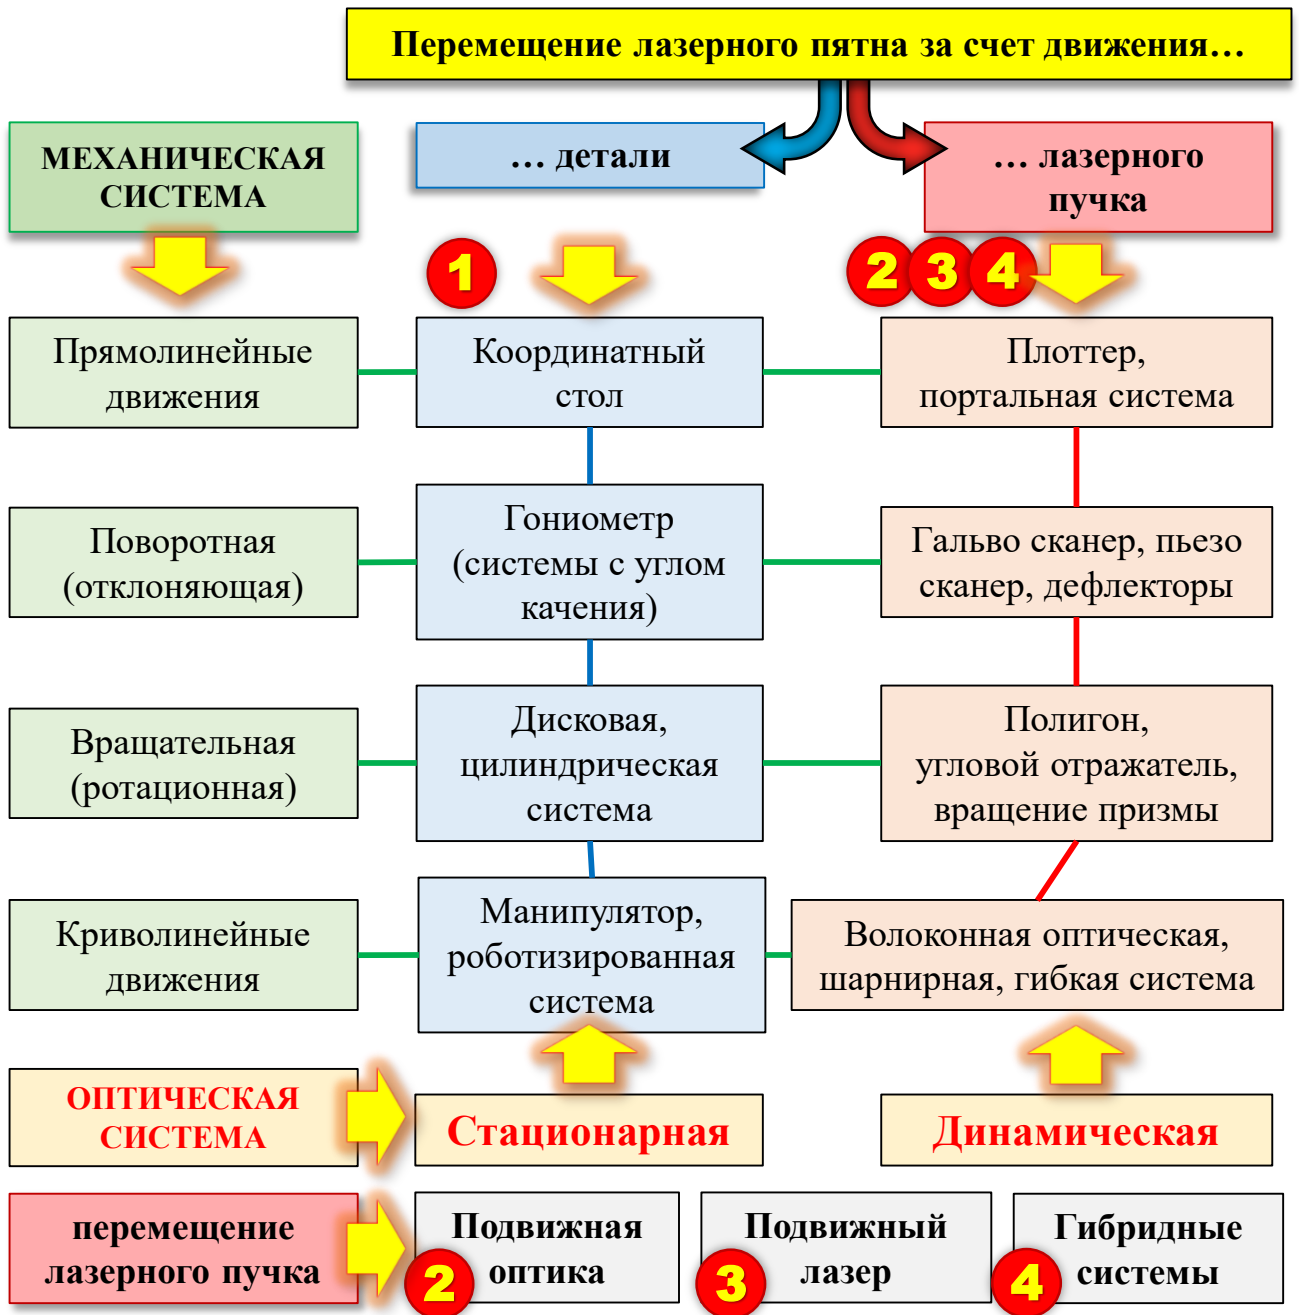 Перемещение лазерного пятна за счет движения…
МЕХАНИЧЕСКАЯ
СИСТЕМА
… детали
… лазерного
пучка
1
2
3
4
Прямолинейные
движения
Координатный
стол
Плоттер,
портальная система
Поворотная
(отклоняющая)
Гониометр
(системы с углом
качения)
Гальво сканер, пьезо
сканер, дефлекторы
Вращательная
(ротационная)
Дисковая,
цилиндрическая
система
Полигон,
угловой отражатель,
вращение призмы
Криволинейные
движения
Манипулятор,
роботизированная
система
Волоконная оптическая,
шарнирная, гибкая система
ОПТИЧЕСКАЯ
СИСТЕМА
Стационарная
Динамическая
перемещение
лазерного пучка
Подвижная
оптика
2
Подвижный
лазер
3
Гибридные
системы
4